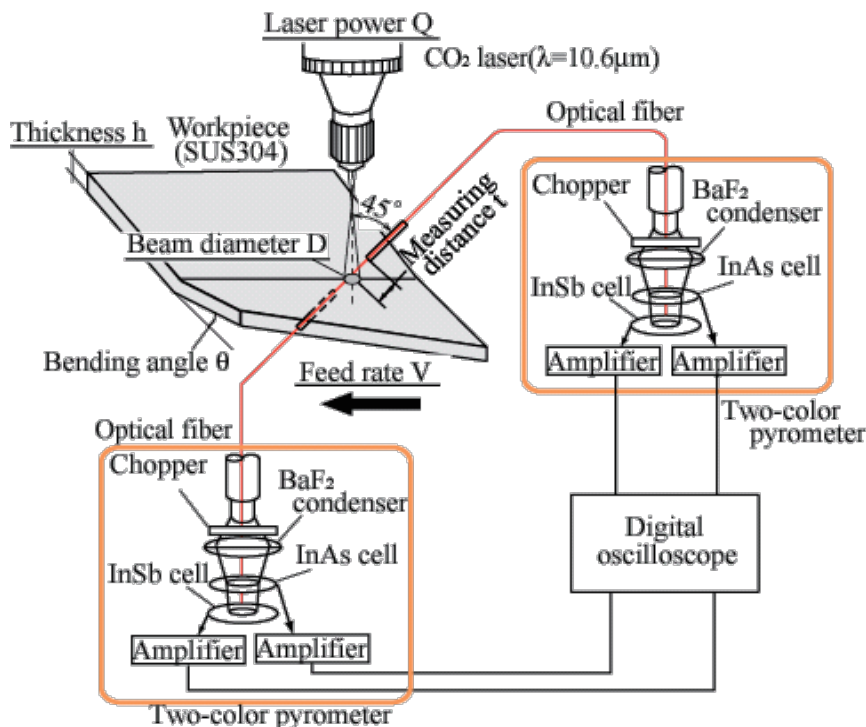 Laser power Q
CO₂ laser(λ=10.6μm)
Optical fiber
Thickness h
Workpiece
(SUS304)
45°
Measuring
distance t
Beam diameter D
Chopper
BaF₂
condenser
InAs cell
InSb cell
Amplifier
Amplifier
Two-color
pyrometer
Bending angle θ
Feed rate V
Optical fiber
Chopper
BaF₂
condenser
InAs cell
InSb cell
Amplifier
Amplifier
Two-color pyrometer
Digital
oscilloscope